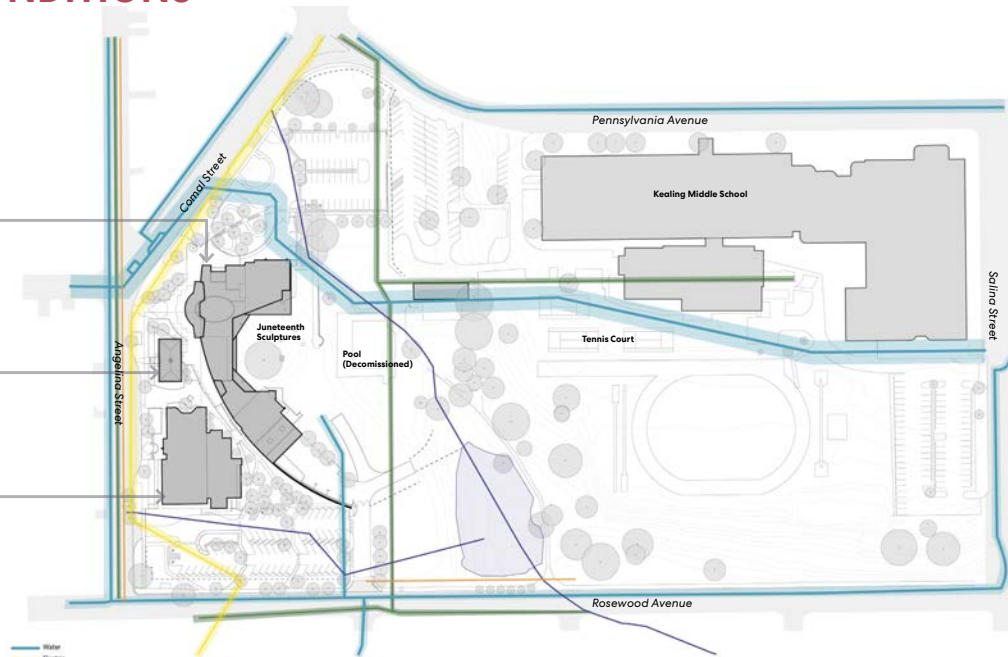 NDITIONS
Pennsylvania Avenue
Comal Street
Kealing Middle School
Salina Street
Juneteenth
Sculptures
Tennis Court
Pool
(Decomissioned)
Angelina Street
Rosewood Avenue
Water